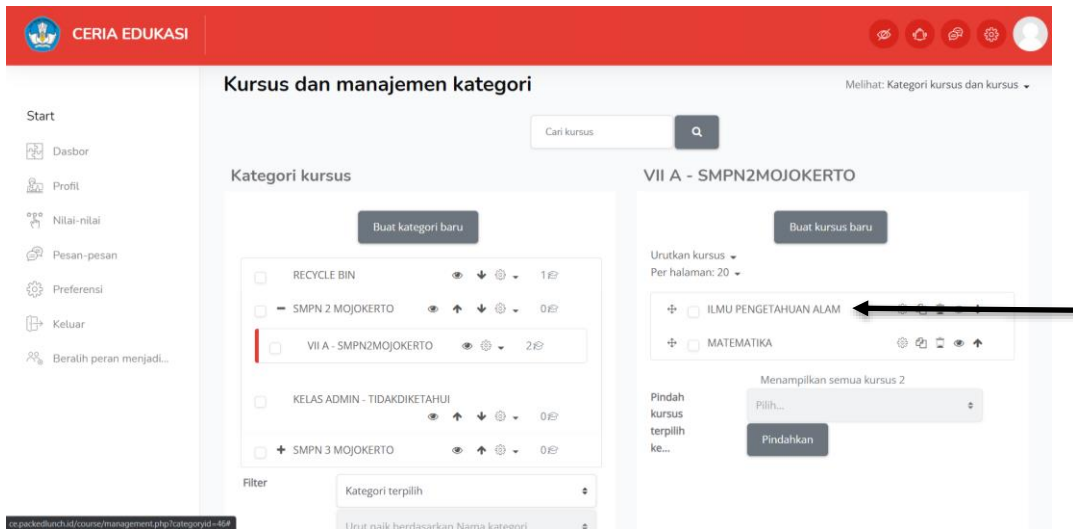 CERIA EDUKASI
Kursus dan manajemen kategori
Melihat: Kategori kursus dan kursus
Start
Dasbor
Profil
Nilai-nilai
Pesan-pesan
Preferensi
Keluar
Beralih peran menjadi...
Cari kursus
Kategori kursus
Buat kategori baru
RECYCLE BIN 1
SMPN 2 MOJOKERTO 0
VII A - SMPN2MOJOKERTO 2
KELAS ADMIN - TIDAKDIKETAHUI
0
SMPN 3 MOJOKERTO 0
Filter
Kategori terpilih
Urut naik berdasarkan Nama kategori
VII A - SMPN2MOJOKERTO
Buat kursus baru
Urutkan kursus
Per halaman: 20
ILMU PENGETAHUAN ALAM
MATEMATIKA
Menampilkan semua kursus 2
Pindah
kursus
terpilih
ke...
Pilih...
Pindahkan
ce.packedlunch.id/course/management.php?categoryid=46#